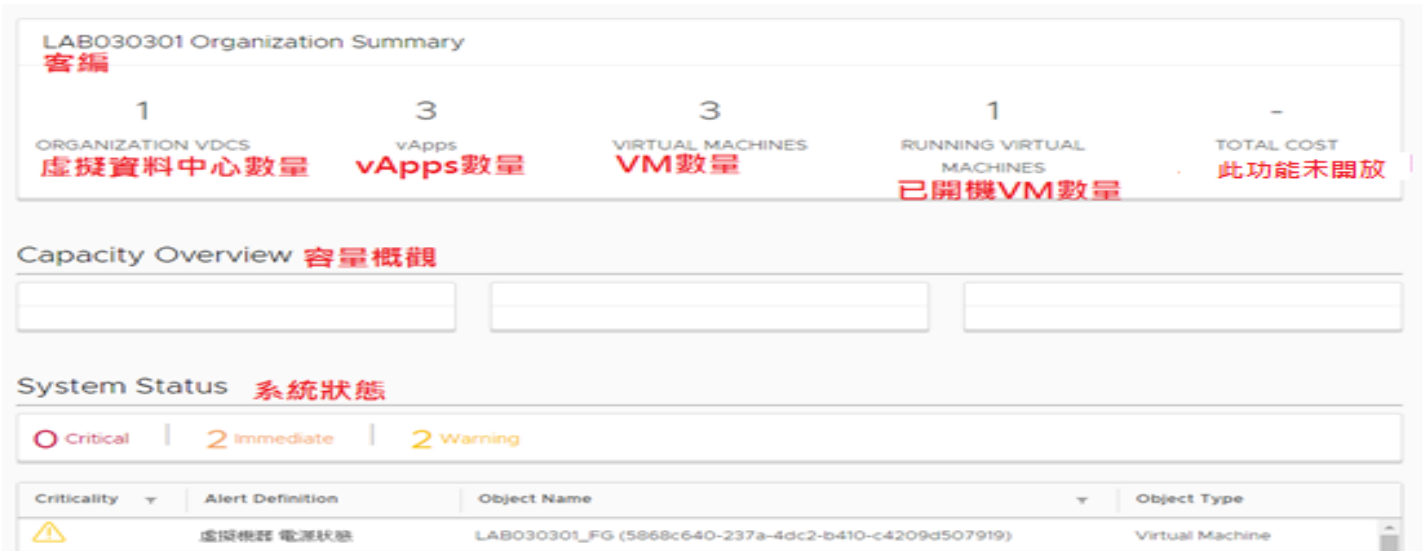 LAB030301 Organization Summary
客編
1 3 3 1 -
ORGANIZATION VDCS vApps VIRTUAL MACHINES RUNNING VIRTUAL MACHINES TOTAL COST
虛擬資料中心數量 vApps數量 VM數量 已開機VM數量 此功能未開放
Capacity Overview 容量概觀
System Status 系統狀態
0 Critical 2 Immediate 2 Warning
Criticality Alert Definition Object Name Object Type
虛擬機器 電源狀態 LAB030301_FG (5868c640-237a-4dc2-b410-c4209d507919) Virtual Machine